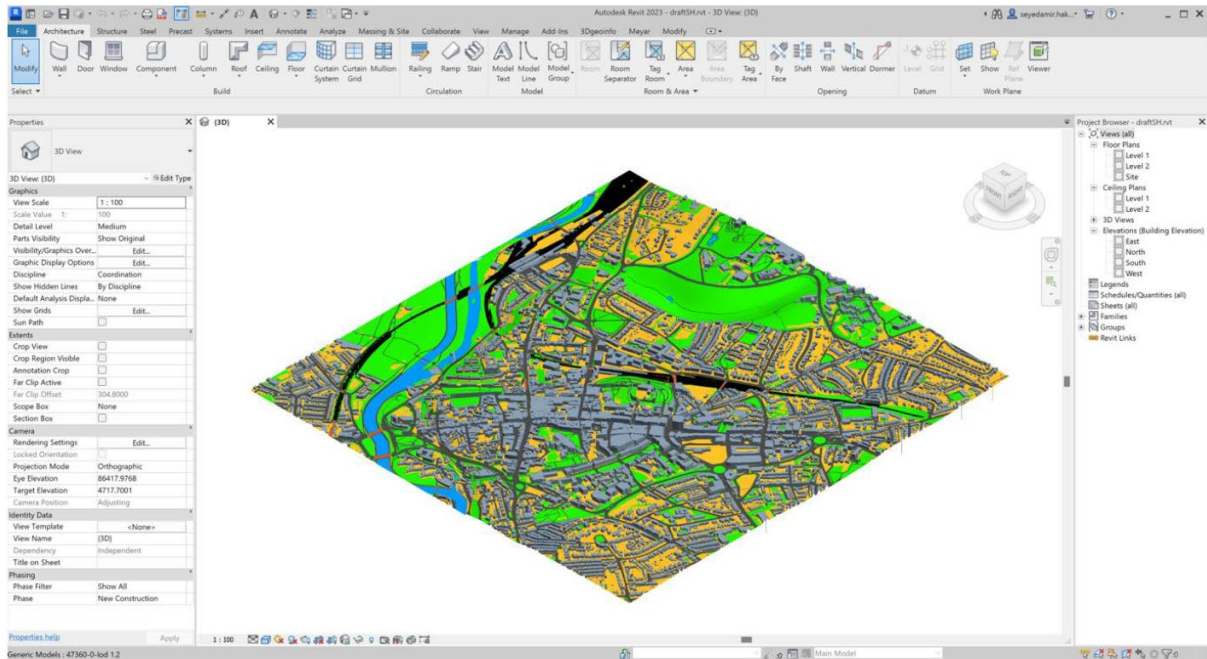 Autodesk Revit 2023 - draftSH.rvt - 3D View: {3D}
seyedamir.hak...
File Architecture Structure Steel Precast Systems Insert Annotate Analyze Massing & Site Collaborate View Manage Add-Ins 3Dgeoinfo Meyar Modify
Modify Wall Door Window Component Column Roof Ceiling Floor Curtain System Curtain Grid Mullion Railing Ramp Stair Model Text Model Line Model Group Room Room Separator Tag Room Area Area Boundary Tag Area By Face Shaft Wall Vertical Dormer Level Grid Set Show Ref Plane Viewer
Select Build Circulation Model Room & Area Opening Datum Work Plane
Properties
3D View
3D View: {3D} Edit Type
Graphics
View Scale 1 : 100
Scale Value 1: 100
Detail Level Medium
Parts Visibility Show Original
Visibility/Graphics Over... Edit...
Graphic Display Options Edit...
Discipline Coordination
Show Hidden Lines By Discipline
Default Analysis Displa... None
Show Grids Edit...
Sun Path
Extents
Crop View
Crop Region Visible
Annotation Crop
Far Clip Active
Far Clip Offset 304.8000
Scope Box None
Section Box
Camera
Rendering Settings Edit...
Locked Orientation
Projection Mode Orthographic
Eye Elevation 86417.9768
Target Elevation 4717.7001
Camera Position Adjusting
Identity Data
View Template <None>
View Name {3D}
Dependency Independent
Title on Sheet
Phasing
Phase Filter Show All
Phase New Construction
Properties help Apply
{3D}
TOP
FRONT RIGHT
Project Browser - draftSH.rvt
Views (all)
Floor Plans
Level 1
Level 2
Site
Ceiling Plans
Level 1
Level 2
3D Views
Elevations (Building Elevation)
East
North
South
West
Legends
Schedules/Quantities (all)
Sheets (all)
Families
Groups
Revit Links
1 : 100
Generic Models : 47360-0-lod 1.2
:0 Main Model
:0